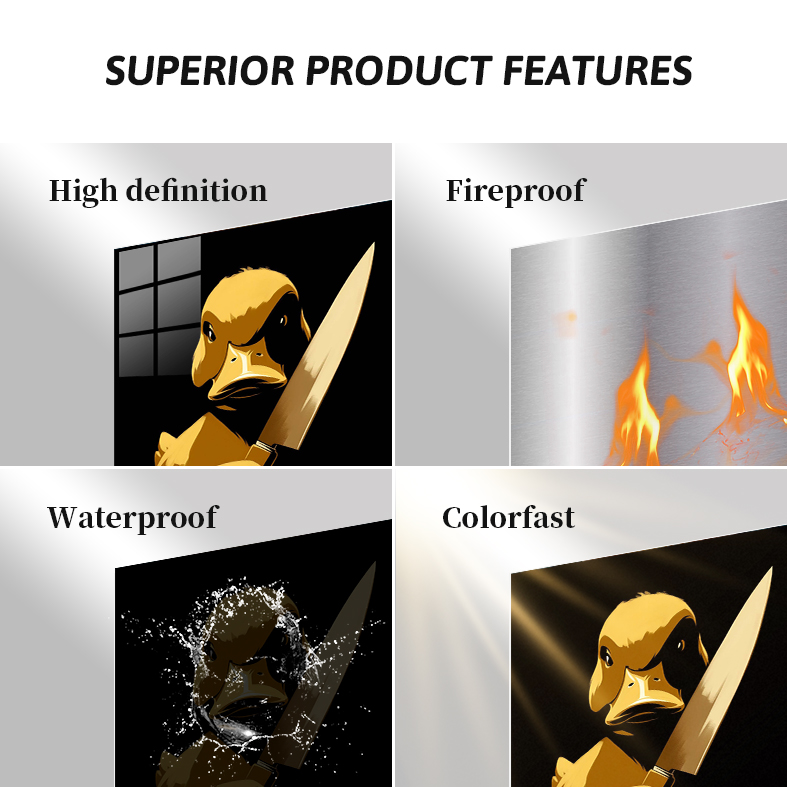 SUPERIOR PRODUCT FEATURES
High definition
Fireproof
Waterproof
Colorfast